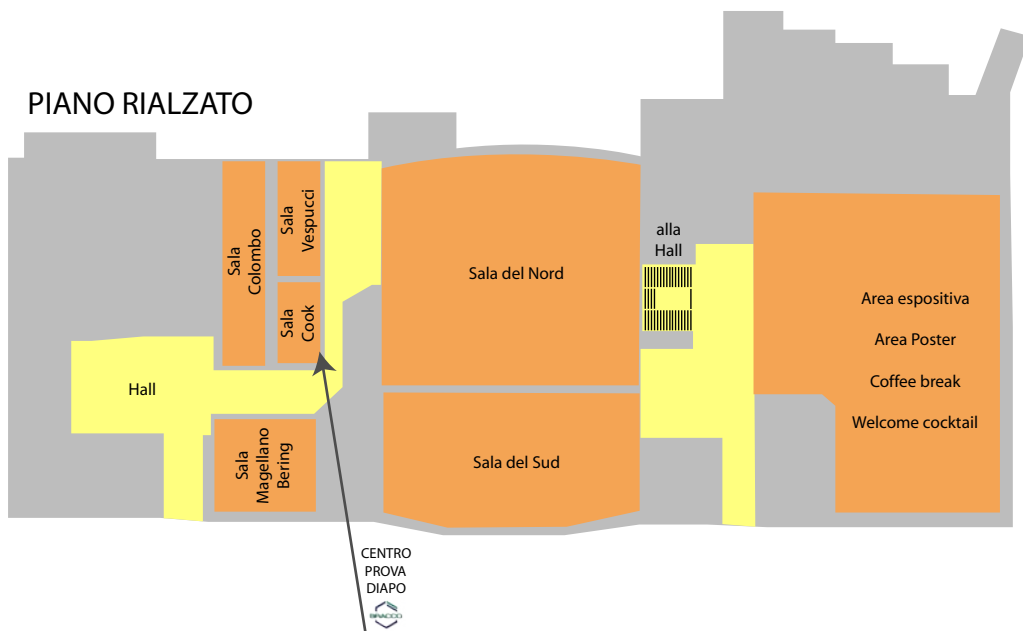 PIANO RIALZATO
Sala
Colombo
Sala
Vespucci
Sala
Cook
Sala del Nord
alla
Hall
Area espositiva
Area Poster
Coffee break
Welcome cocktail
Hall
Sala
Magellano
Bering
Sala del Sud
CENTRO
PROVA
DIAPO
BRACCO